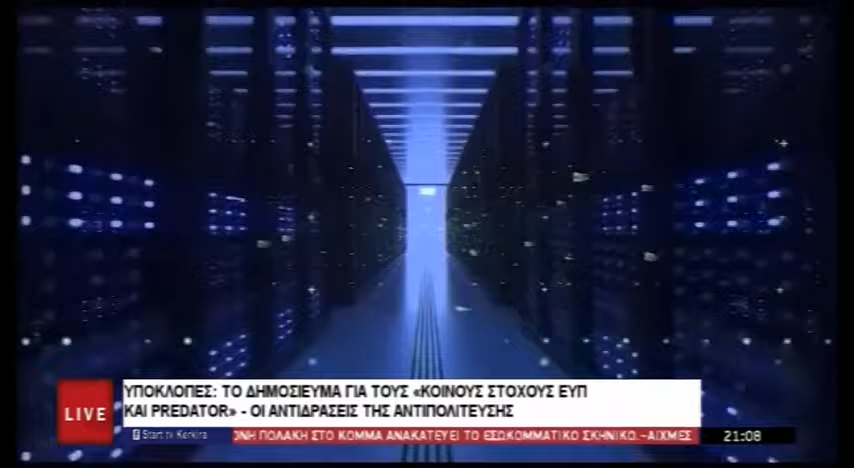 ΥΠΟΚΛΟΠΕΣ: ΤΟ ΔΗΜΟΣΙΕΥΜΑ ΓΙΑ ΤΟΥΣ «ΚΟΙΝΟΥΣ ΣΤΟΧΟΥΣ ΕΥΠ
ΚΑΙ PREDATOR» - ΟΙ ΑΝΤΙΔΡΑΣΕΙΣ ΤΗΣ ΑΝΤΙΠΟΛΙΤΕΥΣΗΣ
LIVE
Start tv Kerkira
ΟΝΗ ΠΟΛΑΚΗ ΣΤΟ ΚΟΜΜΑ ΑΝΑΚΑΤΕΥΕΙ ΤΟ ΕΣΩΚΟΜΜΑΤΙΚΟ ΣΚΗΝΙΚΟ. -ΑΙΧΜΕΣ
21:08